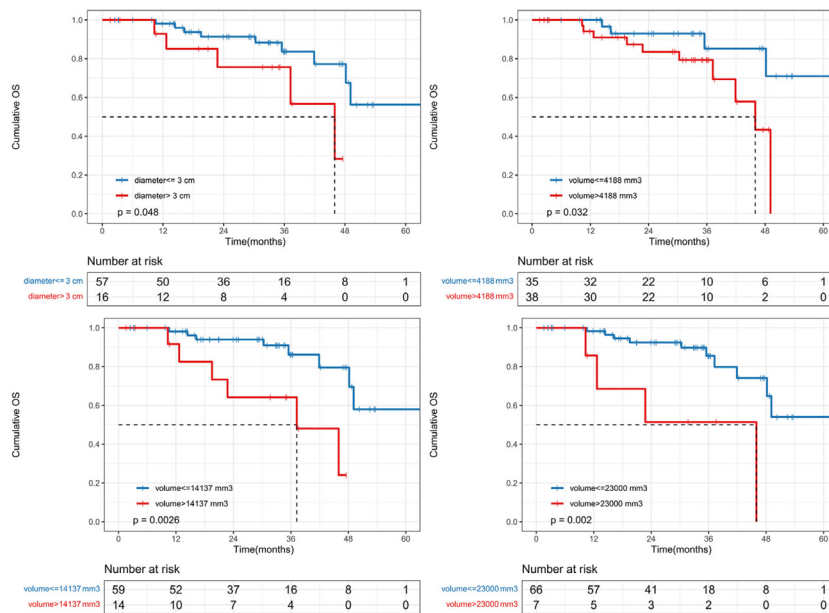 Cumulative OS
1.0
0.8
0.6
0.4
0.2
0.0
diameter<= 3 cm
diameter> 3 cm
p = 0.048
0 12 24 36 48 60
Time(months)
Number at risk
diameter<= 3 cm 57 50 36 16 8 1
diameter> 3 cm 16 12 8 4 0 0
Cumulative OS
1.0
0.8
0.6
0.4
0.2
0.0
volume<=4188 mm3
volume>4188 mm3
p = 0.032
0 12 24 36 48 60
Time(months)
Number at risk
volume<=4188 mm3 35 32 22 10 6 1
volume>4188 mm3 38 30 22 10 2 0
Cumulative OS
1.0
0.8
0.6
0.4
0.2
0.0
volume<=14137 mm3
volume>14137 mm3
p = 0.0026
0 12 24 36 48 60
Time(months)
Number at risk
volume<=14137 mm3 59 52 37 16 8 1
volume>14137 mm3 14 10 7 4 0 0
Cumulative OS
1.0
0.8
0.6
0.4
0.2
0.0
volume<=23000 mm3
volume>23000 mm3
p = 0.002
0 12 24 36 48 60
Time(months)
Number at risk
volume<=23000 mm3 66 57 41 18 8 1
volume>23000 mm3 7 5 3 2 0 0